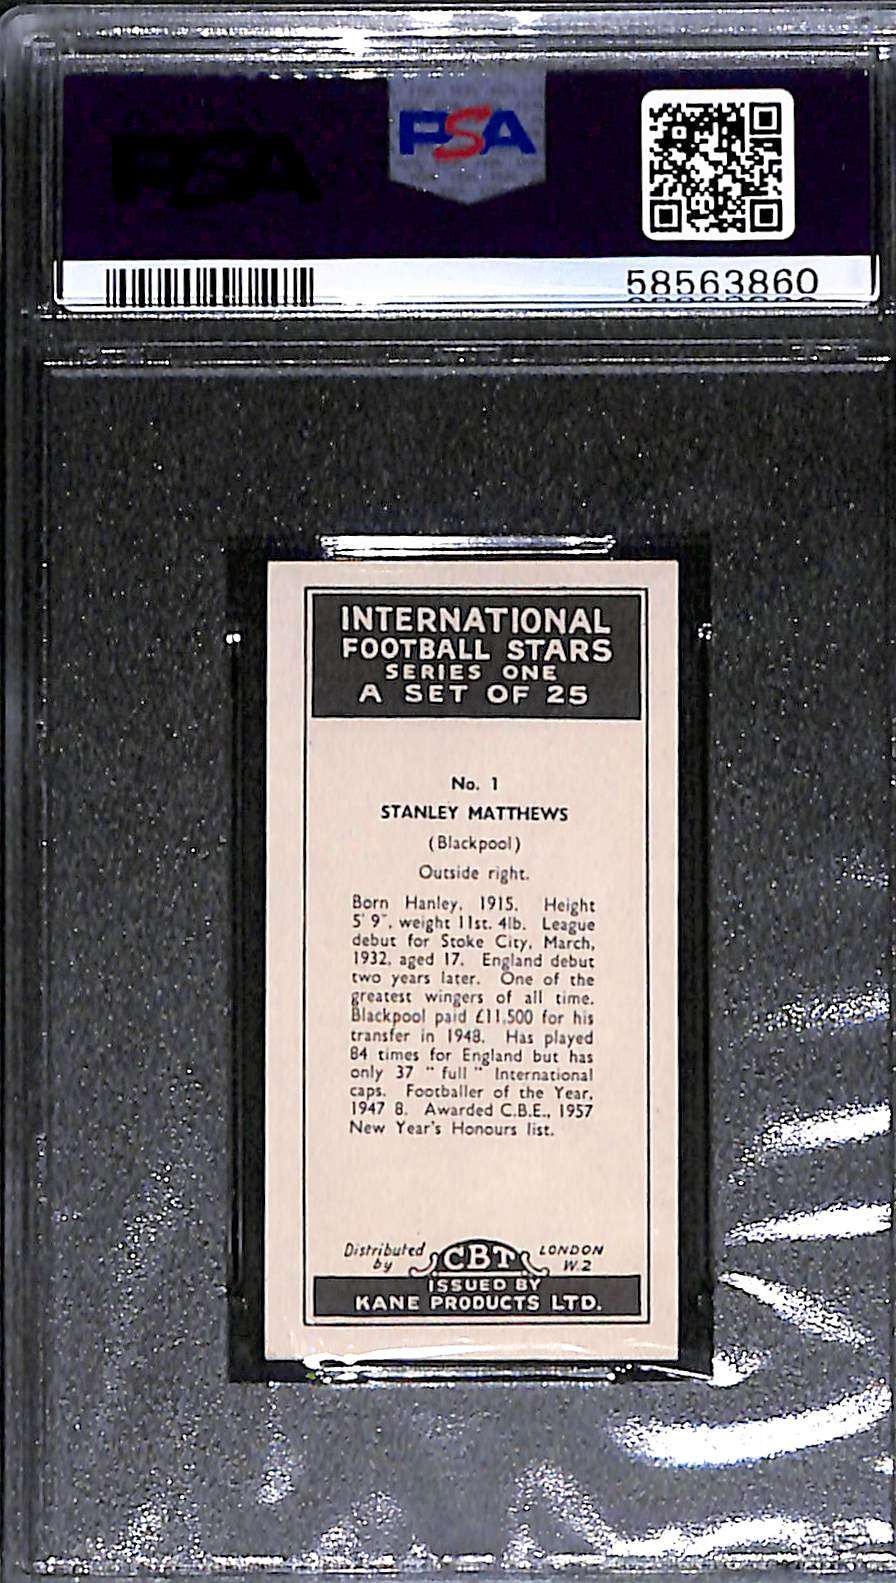 PSA
PSA
58563860
INTERNATIONAL
FOOTBALL STARS
SERIES ONE
A SET OF 25
No. 1
STANLEY MATTHEWS
(Blackpool)
Outside right.
Born Hanley, 1915. Height
5' 9", weight 11st. 4lb. League
debut for Stoke City, March,
1932, aged 17. England debut
two years later. One of the
greatest wingers of all time.
Blackpool paid £11,500 for his
transfer in 1948. Has played
84 times for England but has
only 37 "full" International
caps. Footballer of the Year,
1947 8. Awarded C.B.E., 1957
New Year's Honours list.
Distributed by CBT LONDON W.2
ISSUED BY
KANE PRODUCTS LTD.